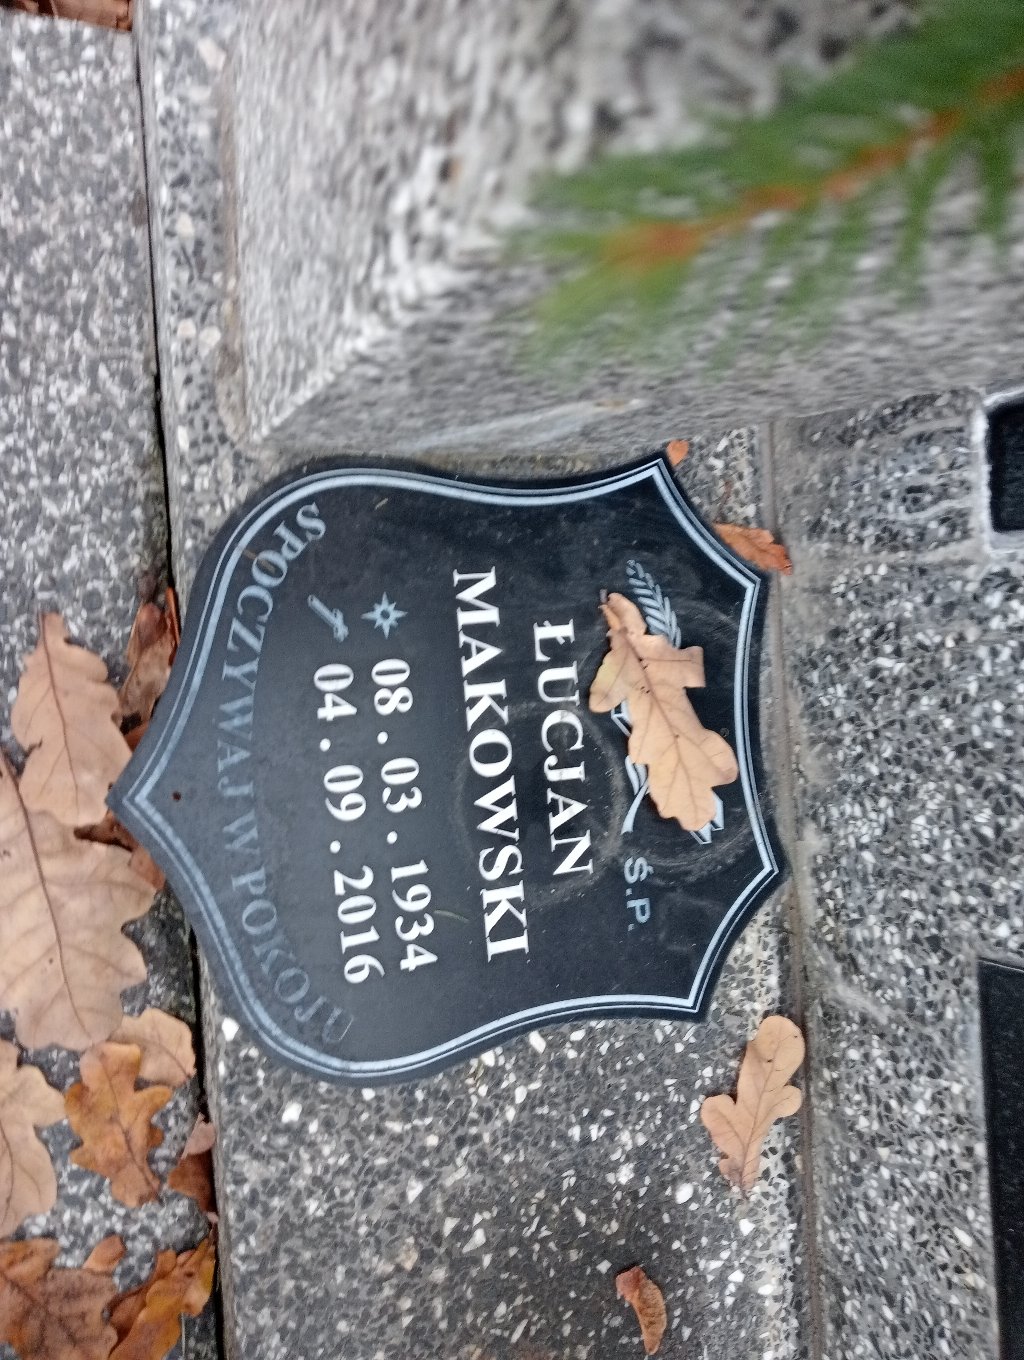 Ś.P.
ŁUCJAN
MAKOWSKI
08.03.1934
04.09.2016
SPOCZYWAJ W POKOJU